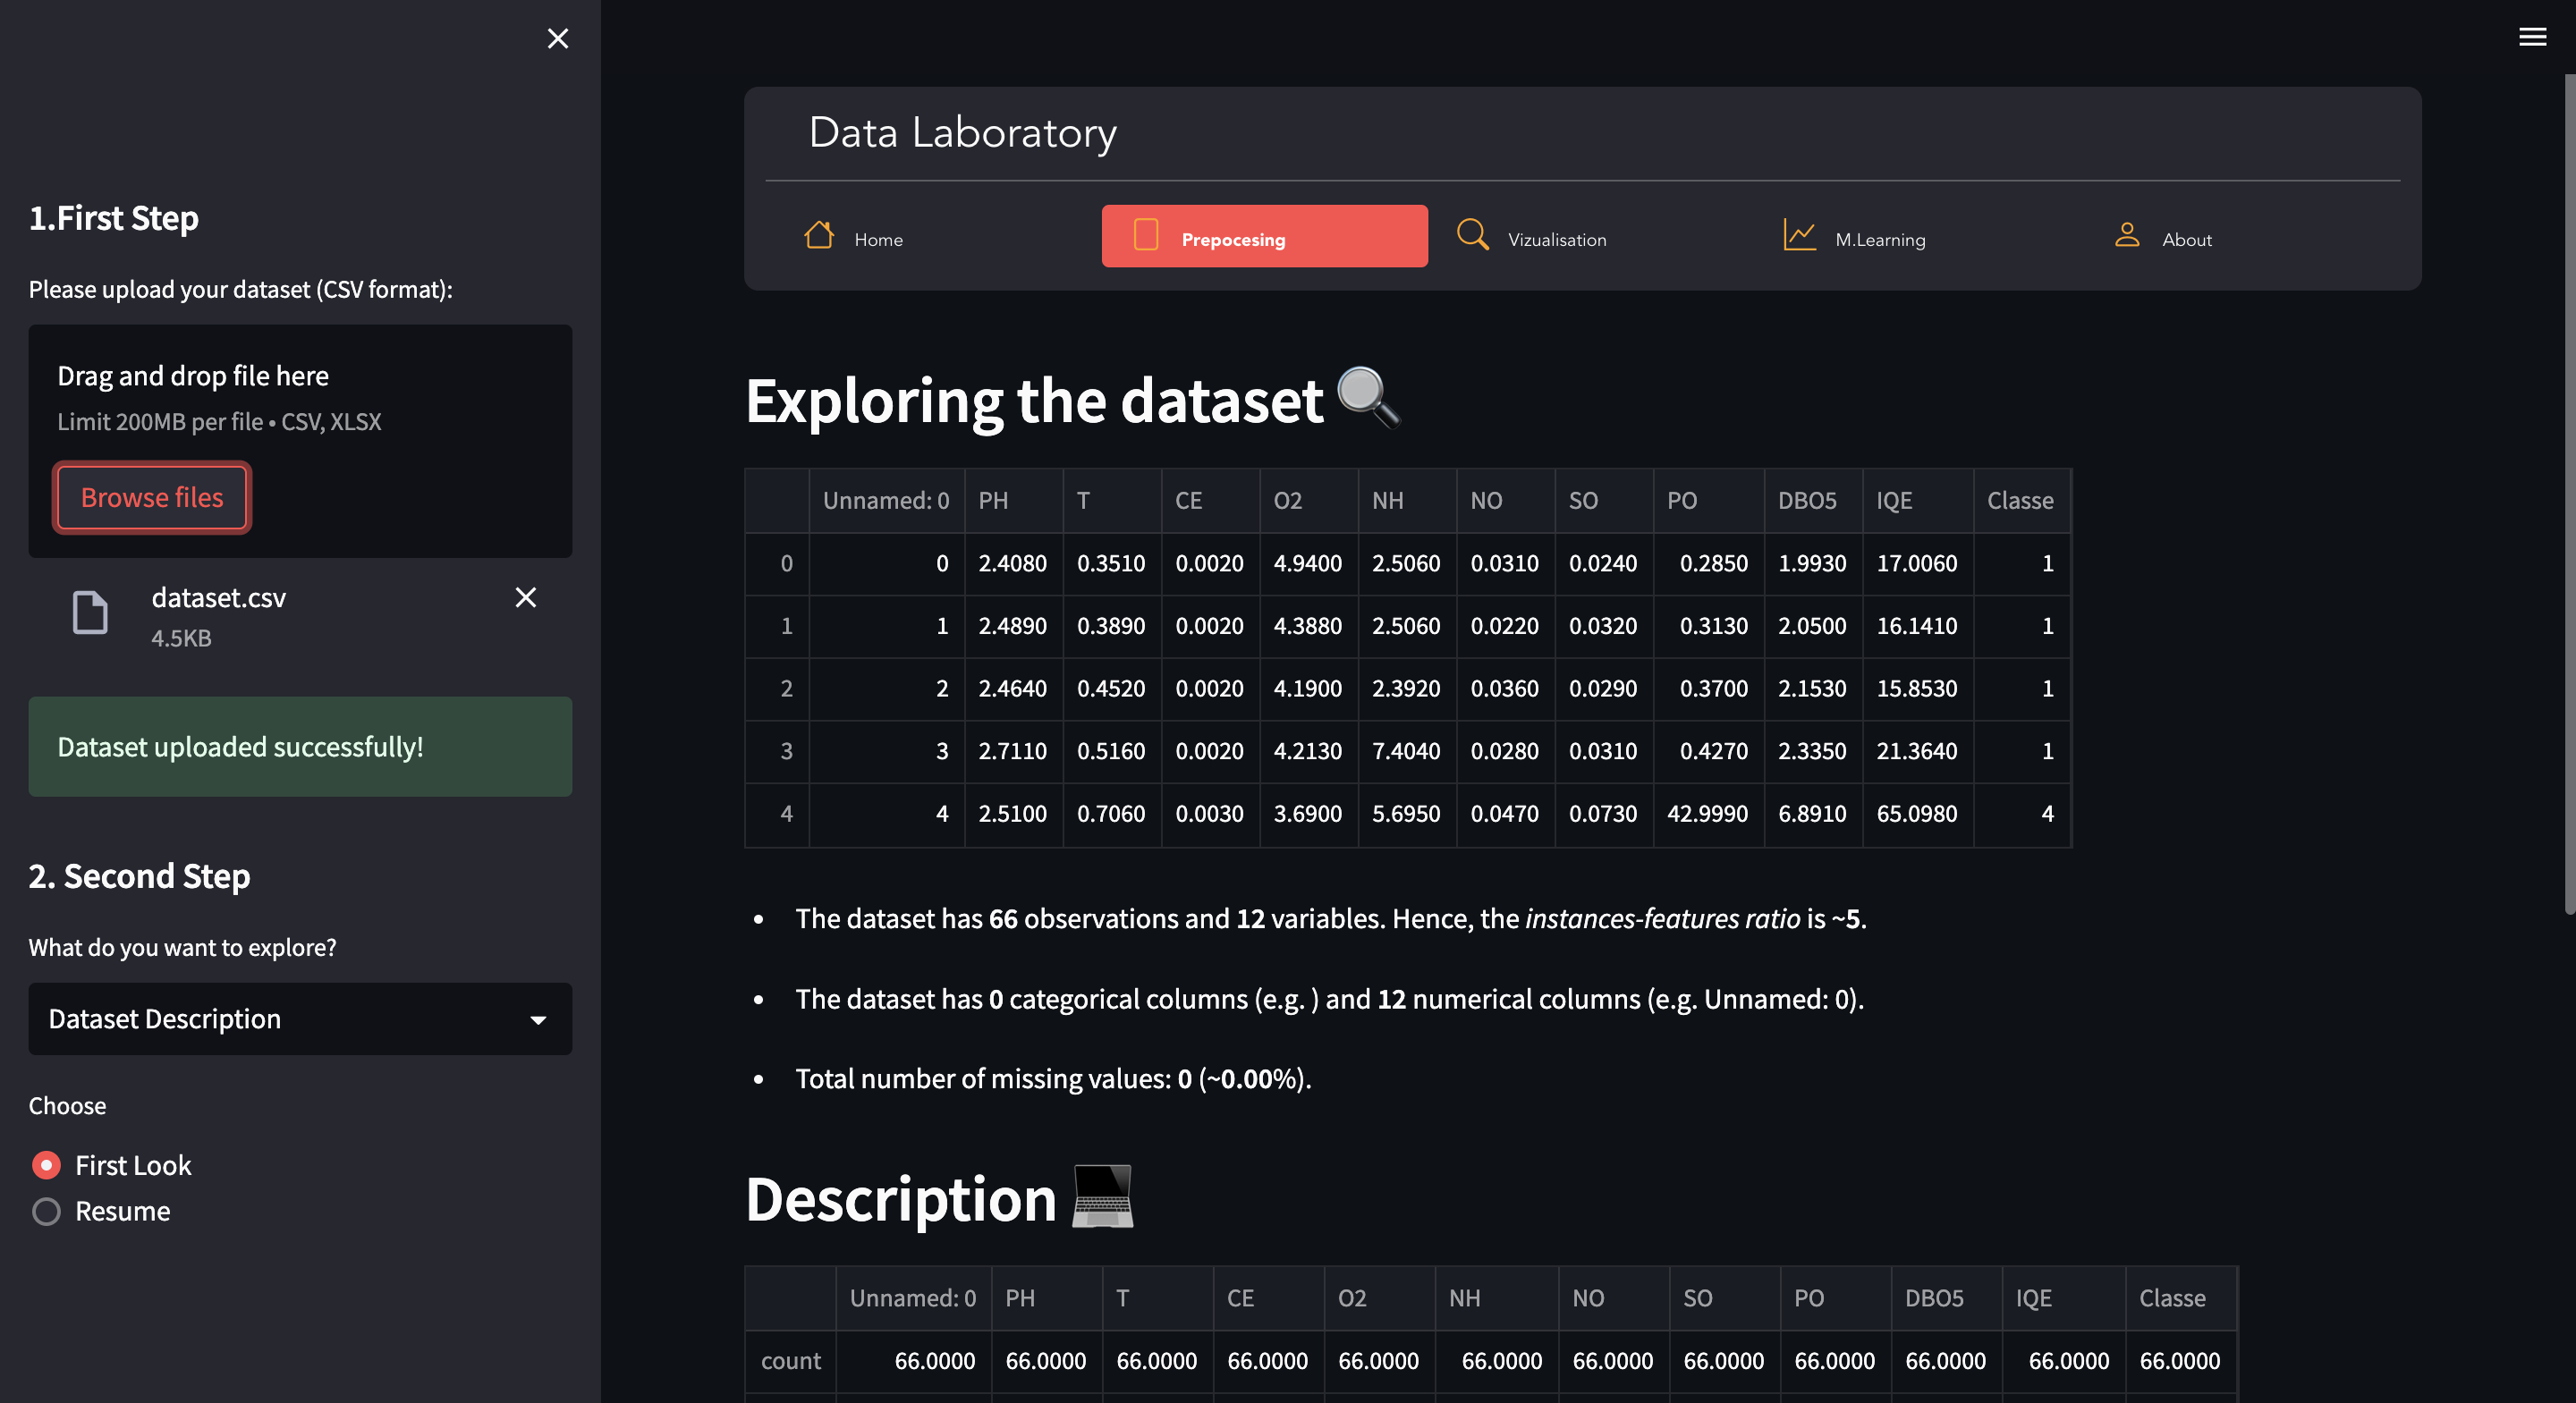 1.First Step
Please upload your dataset (CSV format):
Drag and drop file here
Limit 200MB per file • CSV, XLSX
Browse files
dataset.csv
4.5KB
Dataset uploaded successfully!
2. Second Step
What do you want to explore?
Dataset Description
Choose
First Look
Resume
Data Laboratory
Home Prepocesing Vizualisation M.Learning About
Exploring the dataset
Unnamed: 0 PH T CE O2 NH NO SO PO DBO5 IQE Classe
0 0 2.4080 0.3510 0.0020 4.9400 2.5060 0.0310 0.0240 0.2850 1.9930 17.0060 1
1 1 2.4890 0.3890 0.0020 4.3880 2.5060 0.0220 0.0320 0.3130 2.0500 16.1410 1
2 2 2.4640 0.4520 0.0020 4.1900 2.3920 0.0360 0.0290 0.3700 2.1530 15.8530 1
3 3 2.7110 0.5160 0.0020 4.2130 7.4040 0.0280 0.0310 0.4270 2.3350 21.3640 1
4 4 2.5100 0.7060 0.0030 3.6900 5.6950 0.0470 0.0730 42.9990 6.8910 65.0980 4
• The dataset has 66 observations and 12 variables. Hence, the instances-features ratio is ~5.
• The dataset has 0 categorical columns (e.g. ) and 12 numerical columns (e.g. Unnamed: 0).
• Total number of missing values: 0 (~0.00%).
Description
Unnamed: 0 PH T CE O2 NH NO SO PO DBO5 IQE Classe
count 66.0000 66.0000 66.0000 66.0000 66.0000 66.0000 66.0000 66.0000 66.0000 66.0000 66.0000 66.0000